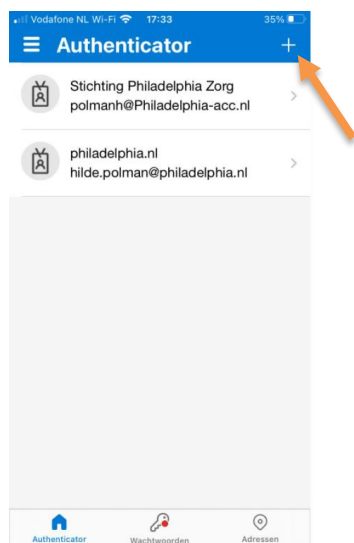 Vodafone NL Wi-Fi 17:33 35%
Authenticator
Stichting Philadelphia Zorg
polmanh@Philadelphia-acc.nl
philadelphia.nl
hilde.polman@philadelphia.nl
Authenticator Wachtwoorden Adressen